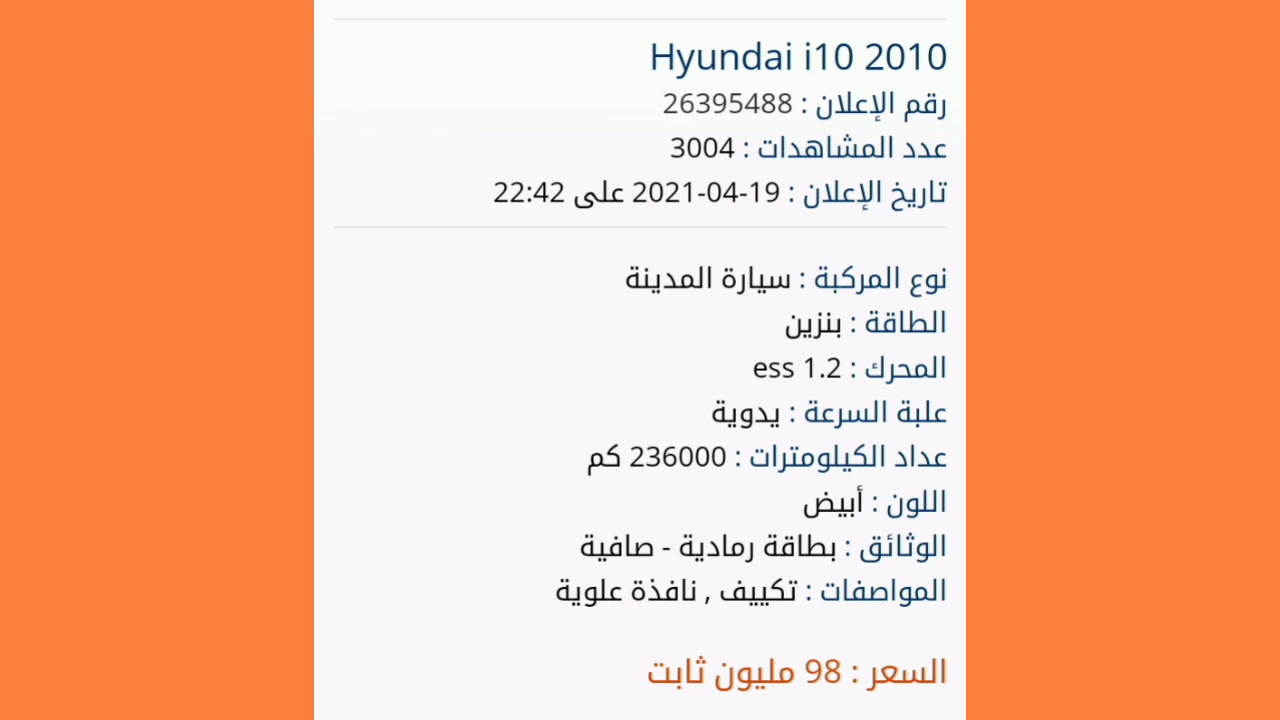 Hyundai i10 2010
رقم الإعلان : 26395488
عدد المشاهدات : 3004
تاريخ الإعلان : 19-04-2021 على 22:42
نوع المركبة : سيارة المدينة
الطاقة : بنزين
المحرك : 1.2 ess
علبة السرعة : يدوية
عداد الكيلومترات : 236000 كم
اللون : أبيض
الوثائق : بطاقة رمادية - صافية
المواصفات : تكييف , نافذة علوية
السعر : 98 مليون ثابت